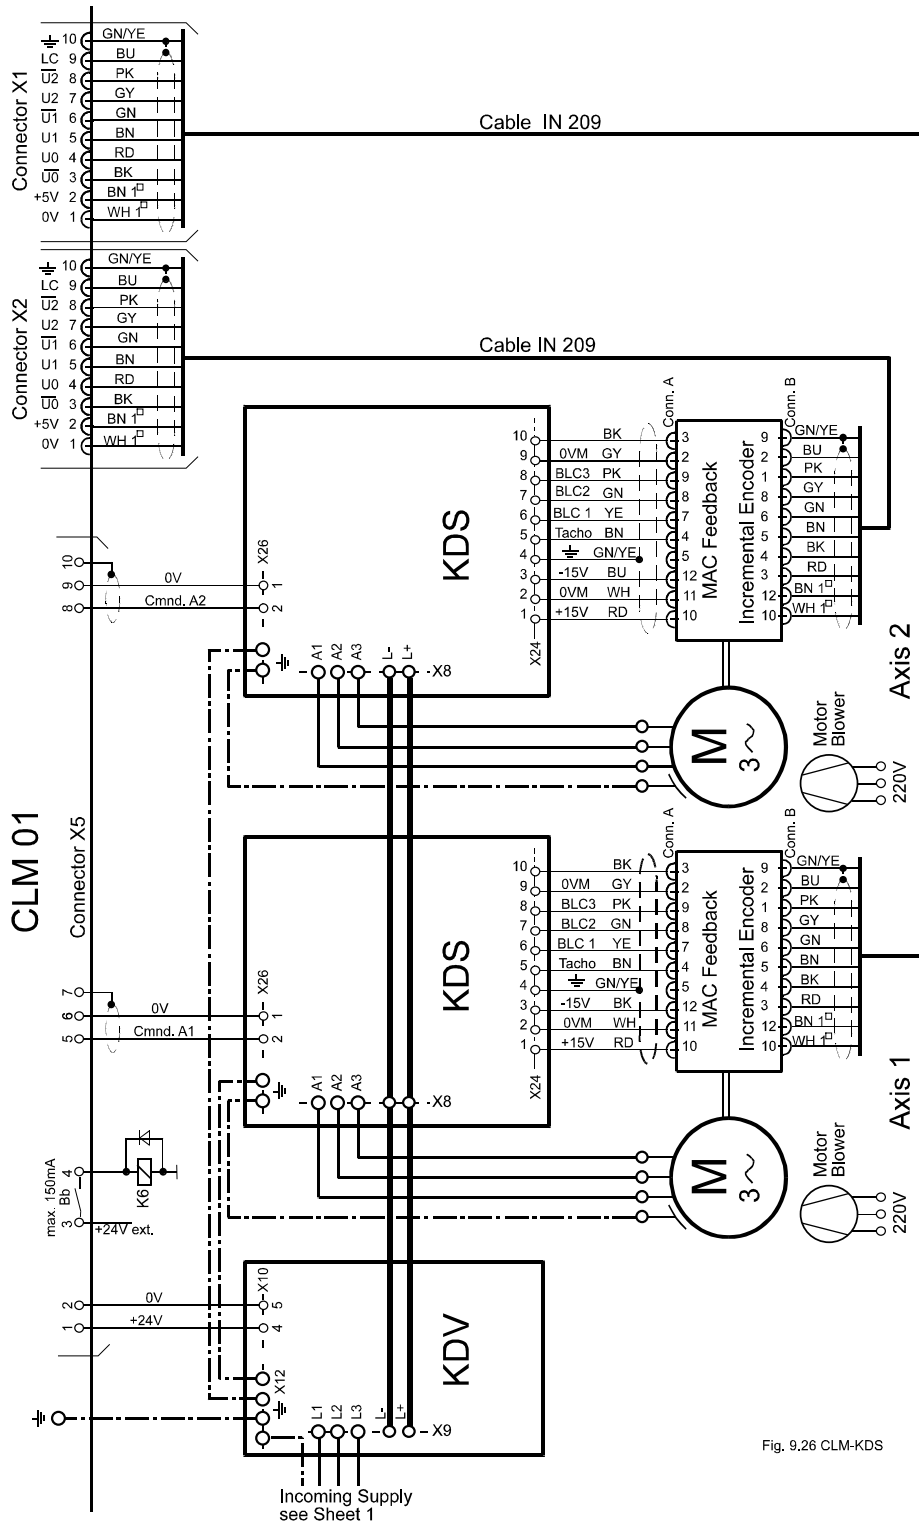 Connector X1
⏚ 10 GN/YE
LC 9 BU
U̅2̅ 8 PK
U2 7 GY
U̅1̅ 6 GN
U1 5 BN
U0 4 RD
U̅0̅ 3 BK
+5V 2 BN 1□
0V 1 WH 1□
Cable IN 209
Connector X2
⏚ 10 GN/YE
LC 9 BU
U̅2̅ 8 PK
U2 7 GY
U̅1̅ 6 GN
U1 5 BN
U0 4 RD
U̅0̅ 3 BK
+5V 2 BN 1□
0V 1 WH 1□
Cable IN 209
CLM 01
Connector X5
10
9 0V
8 Cmnd. A2
7
6 0V
5 Cmnd. A1
4
max. 150mA
Bb
K6
3 +24V ext.
2 0V
1 +24V
KDS
X26
1
2
⏚
A1 A2 A3 L- L+ X8
10 BK 3
9 0VM GY 2
8 BLC3 PK 9
7 BLC2 GN 8
6 BLC 1 YE 7
5 Tacho BN 4
4 ⏚ GN/YE 5
3 -15V BU 12
2 0VM WH 11
1 +15V RD 10
X24
Conn. A
MAC Feedback
Incremental Encoder
Conn. B
9 GN/YE
2 BU
1 PK
8 GY
6 GN
5 BN
4 BK
3 RD
12 BN 1□
10 WH 1□
M
3~
Motor
Blower
220V
Axis 2
KDS
X26
1
2
⏚
A1 A2 A3 X8
10 BK 3
9 0VM GY 2
8 BLC3 PK 9
7 BLC2 GN 8
6 BLC 1 YE 7
5 Tacho BN 4
4 ⏚ GN/YE 5
3 -15V BK 12
2 0VM WH 11
1 +15V RD 10
X24
Conn. A
MAC Feedback
Incremental Encoder
Conn. B
9 GN/YE
2 BU
1 PK
8 GY
6 GN
5 BN
4 BK
3 RD
12 BN 1□
10 WH 1□
M
3~
Motor
Blower
220V
Axis 1
KDV
X10
5
4
X12
⏚
⏚
L1 L2 L3 L- L+ X9
Incoming Supply
see Sheet 1
Fig. 9.26 CLM-KDS